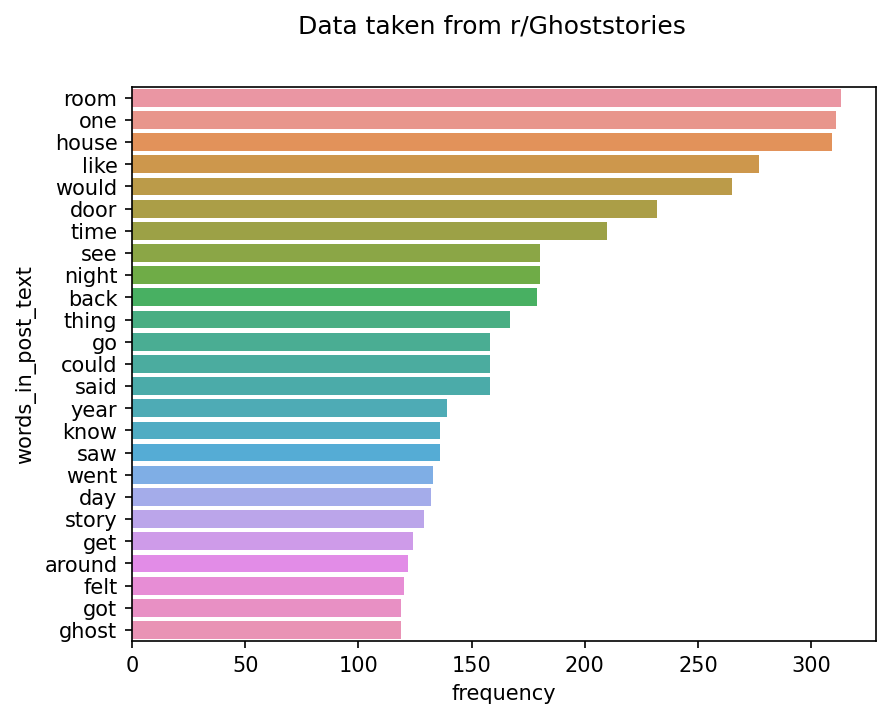 Data taken from r/Ghoststories
words_in_post_text
room
one
house
like
would
door
time
see
night
back
thing
go
could
said
year
know
saw
went
day
story
get
around
felt
got
ghost
0 50 100 150 200 250 300
frequency